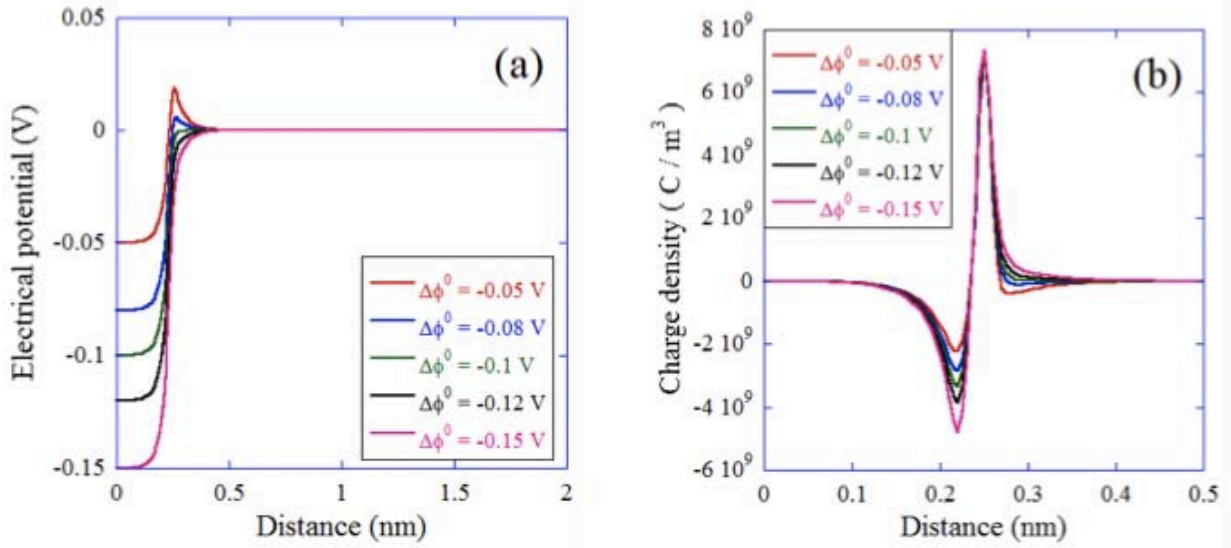 (a)
Electrical potential (V)
0.05
0
-0.05
-0.1
-0.15
Δϕ⁰ = -0.05 V
Δϕ⁰ = -0.08 V
Δϕ⁰ = -0.1 V
Δϕ⁰ = -0.12 V
Δϕ⁰ = -0.15 V
0 0.5 1 1.5 2
Distance (nm)
(b)
Charge density ( C / m³ )
8 10⁹
6 10⁹
4 10⁹
2 10⁹
0
-2 10⁹
-4 10⁹
-6 10⁹
Δϕ⁰ = -0.05 V
Δϕ⁰ = -0.08 V
Δϕ⁰ = -0.1 V
Δϕ⁰ = -0.12 V
Δϕ⁰ = -0.15 V
0 0.1 0.2 0.3 0.4 0.5
Distance (nm)